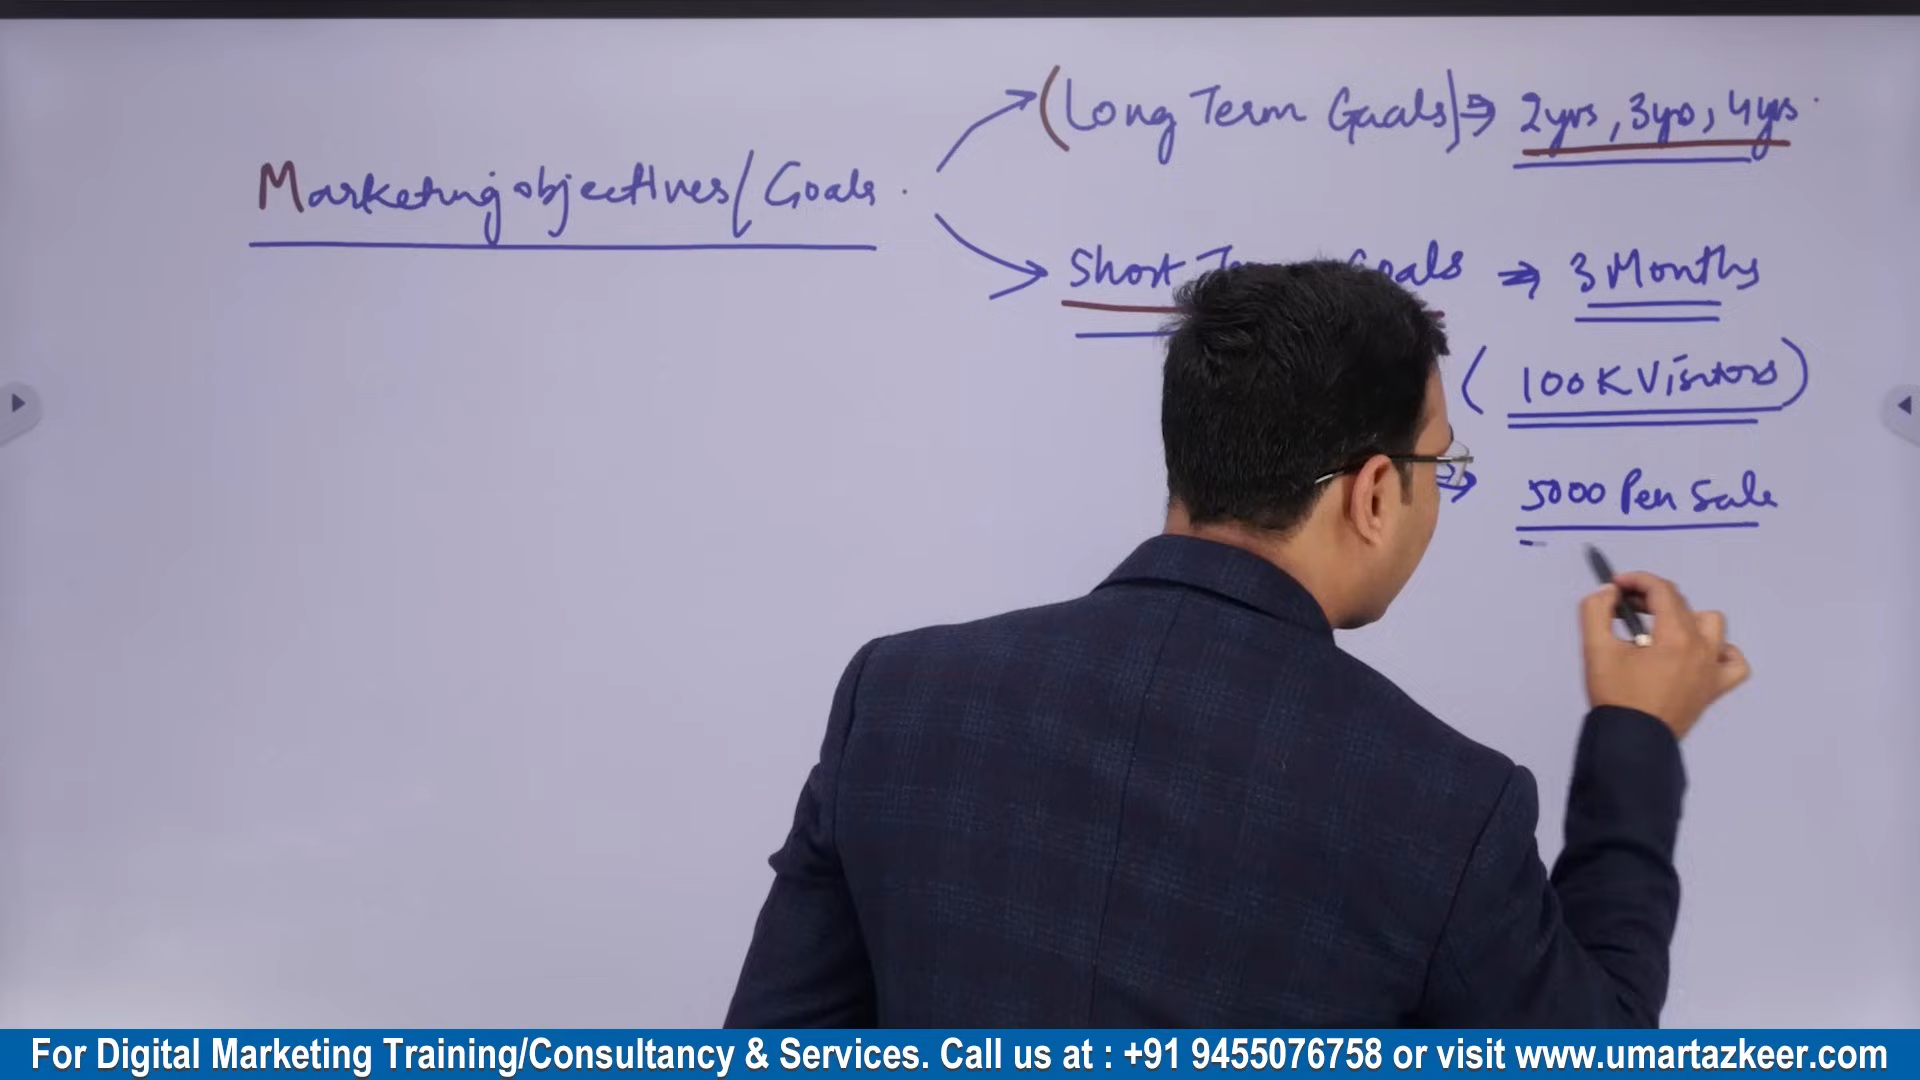 Marketing objectives/Goals.
(Long Term Goals) ⇒ 2yrs, 3yrs, 4yrs.
Short Goals ⇒ 3 Months
(100K Visitors)
⇒ 5000 Pen Sale
For Digital Marketing Training/Consultancy & Services. Call us at : +91 9455076758 or visit www.umartazkeer.com